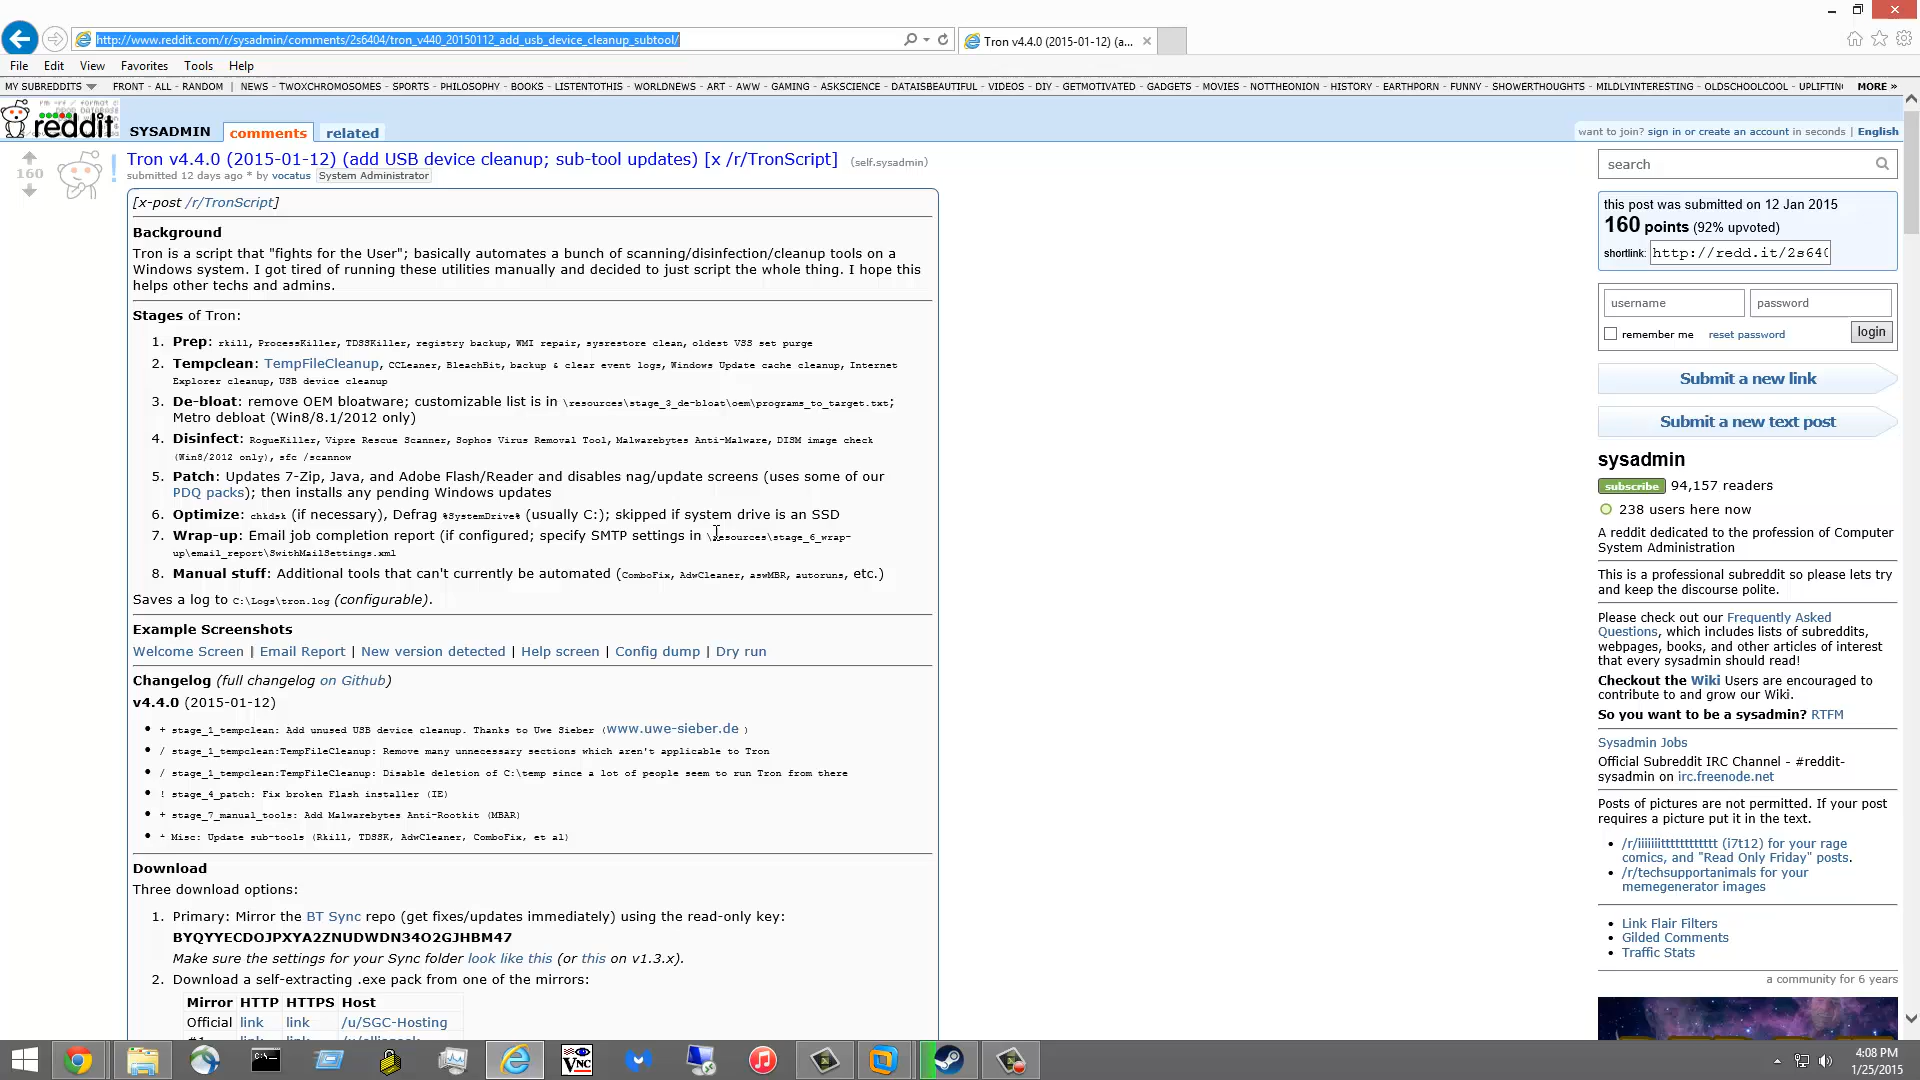 http://www.reddit.com/r/sysadmin/comments/2s6404/tron_v440_20150112_add_usb_device_cleanup_subtool/
Tron v4.4.0 (2015-01-12) (a...
File Edit View Favorites Tools Help
MY SUBREDDITS FRONT - ALL - RANDOM | NEWS - TWOXCHROMOSOMES - SPORTS - PHILOSOPHY - BOOKS - LISTENTOTHIS - WORLDNEWS - ART - AWW - GAMING - ASKSCIENCE - DATAISBEAUTIFUL - VIDEOS - DIY - GETMOTIVATED - GADGETS - MOVIES - NOTTHEONION - HISTORY - EARTHPORN - FUNNY - SHOWERTHOUGHTS - MILDLYINTERESTING - OLDSCHOOLCOOL - UPLIFTIN MORE »
reddit SYSADMIN comments related
want to join? sign in or create an account in seconds | English
160
Tron v4.4.0 (2015-01-12) (add USB device cleanup; sub-tool updates) [x /r/TronScript] (self.sysadmin)
submitted 12 days ago * by vocatus System Administrator
[x-post /r/TronScript]
Background
Tron is a script that "fights for the User"; basically automates a bunch of scanning/disinfection/cleanup tools on a
Windows system. I got tired of running these utilities manually and decided to just script the whole thing. I hope this
helps other techs and admins.
Stages of Tron:
1. Prep: rkill, ProcessKiller, TDSSKiller, registry backup, WMI repair, sysrestore clean, oldest VSS set purge
2. Tempclean: TempFileCleanup, CCLeaner, BleachBit, backup & clear event logs, Windows Update cache cleanup, Internet
Explorer cleanup, USB device cleanup
3. De-bloat: remove OEM bloatware; customizable list is in \resources\stage_3_de-bloat\oem\programs_to_target.txt;
Metro debloat (Win8/8.1/2012 only)
4. Disinfect: RogueKiller, Vipre Rescue Scanner, Sophos Virus Removal Tool, Malwarebytes Anti-Malware, DISM image check
(Win8/2012 only), sfc /scannow
5. Patch: Updates 7-Zip, Java, and Adobe Flash/Reader and disables nag/update screens (uses some of our
PDQ packs); then installs any pending Windows updates
6. Optimize: chkdsk (if necessary), Defrag %SystemDrive% (usually C:); skipped if system drive is an SSD
7. Wrap-up: Email job completion report (if configured; specify SMTP settings in \resources\stage_6_wrap-
up\email_report\SwithMailSettings.xml
8. Manual stuff: Additional tools that can't currently be automated (ComboFix, AdwCleaner, aswMBR, autoruns, etc.)
Saves a log to C:\Logs\tron.log (configurable).
Example Screenshots
Welcome Screen | Email Report | New version detected | Help screen | Config dump | Dry run
Changelog (full changelog on Github)
v4.4.0 (2015-01-12)
• + stage_1_tempclean: Add unused USB device cleanup. Thanks to Uwe Sieber (www.uwe-sieber.de )
• / stage_1_tempclean:TempFileCleanup: Remove many unnecessary sections which aren't applicable to Tron
• / stage_1_tempclean:TempFileCleanup: Disable deletion of C:\temp since a lot of people seem to run Tron from there
• ! stage_4_patch: Fix broken Flash installer (IE)
• + stage_7_manual_tools: Add Malwarebytes Anti-Rootkit (MBAR)
• * Misc: Update sub-tools (Rkill, TDSSK, AdwCleaner, ComboFix, et al)
Download
Three download options:
1. Primary: Mirror the BT Sync repo (get fixes/updates immediately) using the read-only key:
BYQYYECDOJPXYA2ZNUDWDN34O2GJHBM47
Make sure the settings for your Sync folder look like this (or this on v1.3.x).
2. Download a self-extracting .exe pack from one of the mirrors:
Mirror HTTP HTTPS Host
Official link link /u/SGC-Hosting
search
this post was submitted on 12 Jan 2015
160 points (92% upvoted)
shortlink: http://redd.it/2s640
username password
remember me reset password login
Submit a new link
Submit a new text post
sysadmin
subscribe 94,157 readers
238 users here now
A reddit dedicated to the profession of Computer
System Administration
This is a professional subreddit so please lets try
and keep the discourse polite.
Please check out our Frequently Asked
Questions, which includes lists of subreddits,
webpages, books, and other articles of interest
that every sysadmin should read!
Checkout the Wiki Users are encouraged to
contribute to and grow our Wiki.
So you want to be a sysadmin? RTFM
Sysadmin Jobs
Official Subreddit IRC Channel - #reddit-
sysadmin on irc.freenode.net
Posts of pictures are not permitted. If your post
requires a picture put it in the text.
• /r/iiiiiiitttttttttttt (i7t12) for your rage
comics, and "Read Only Friday" posts.
• /r/techsupportanimals for your
memegenerator images
• Link Flair Filters
• Gilded Comments
• Traffic Stats
a community for 6 years
4:08 PM
1/25/2015